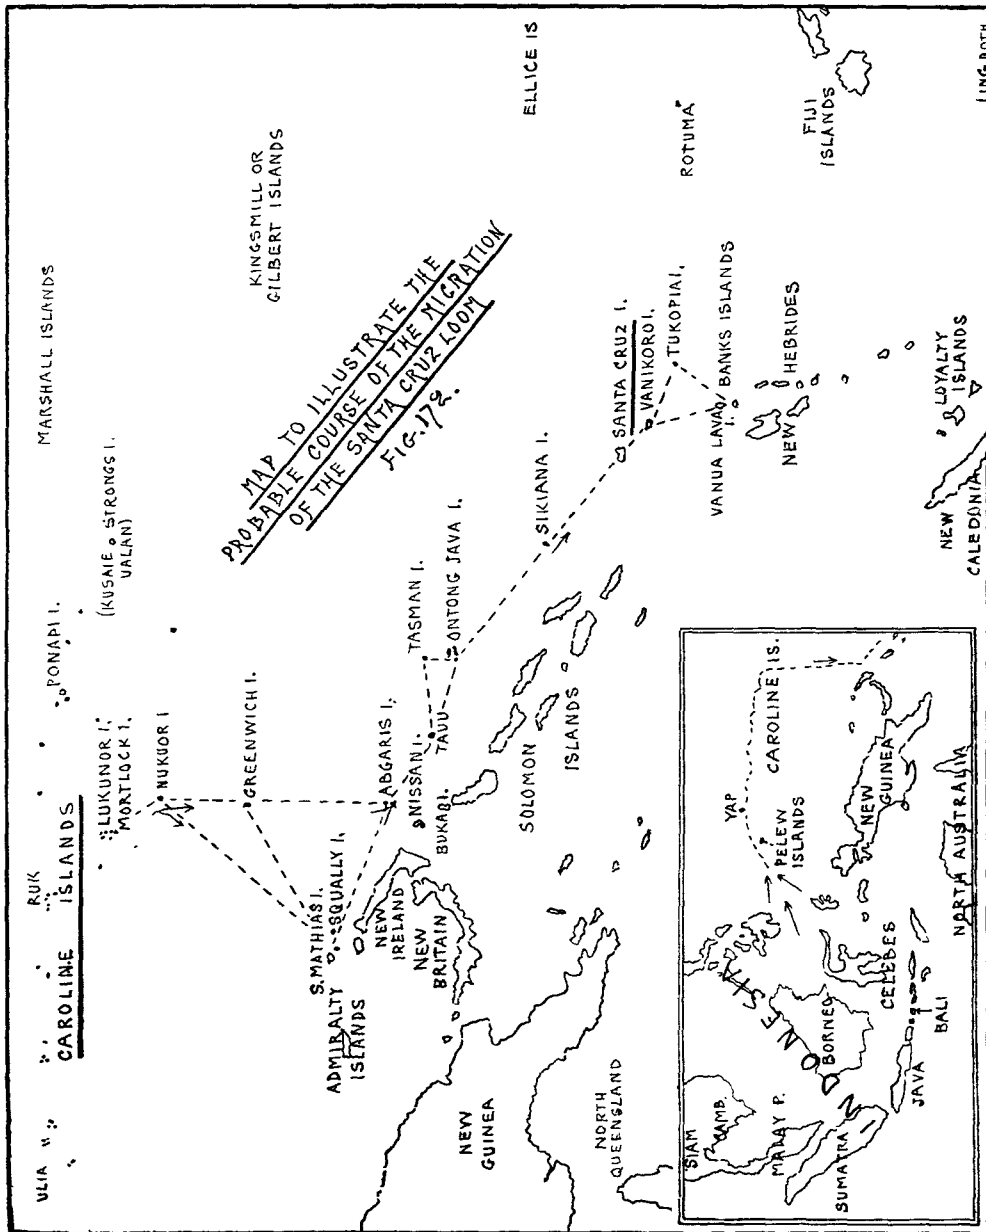 MARSHALL ISLANDS
KINGSMILL OR
GILBERT ISLANDS
ELLICE IS
ROTUMA
FIJI
ISLANDS
LING ROTH
MAP TO ILLUSTRATE THE
PROBABLE COURSE OF THE MIGRATION
OF THE SANTA CRUZ LOOM
FIG. 17a.
(KUSAIE STRONGS I.
UALAN)
PONAPI I.
LUKUNOR I.
MORTLOCK I.
NUKUOR I
RUK
CAROLINE ISLANDS
ULIA
GREENWICH I.
TASMAN I.
ONTONG JAVA I.
SIKIANA I.
SANTA CRUZ I.
VANIKORO I.
TUKOPIA I.
VANUA LAVA
I.
BANKS ISLANDS
NEW HEBRIDES
LOYALTY
ISLANDS
NEW
CALEDONIA
ABGARIS I.
NISSAN I.
TAUU
BUKA I.
SOLOMON
ISLANDS
S. MATHIAS I.
SQUALLY I.
ADMIRALTY
ISLANDS
NEW
IRELAND
NEW
BRITAIN
NEW
GUINEA
NORTH
QUEENSLAND
SIAM
CAMB.
MALAY P.
SUMATRA
INDONESIA
BORNEO
JAVA
BALI
CELEBES
YAP
PELEW
ISLANDS
CAROLINE IS.
NEW
GUINEA
NORTH AUSTRALIA